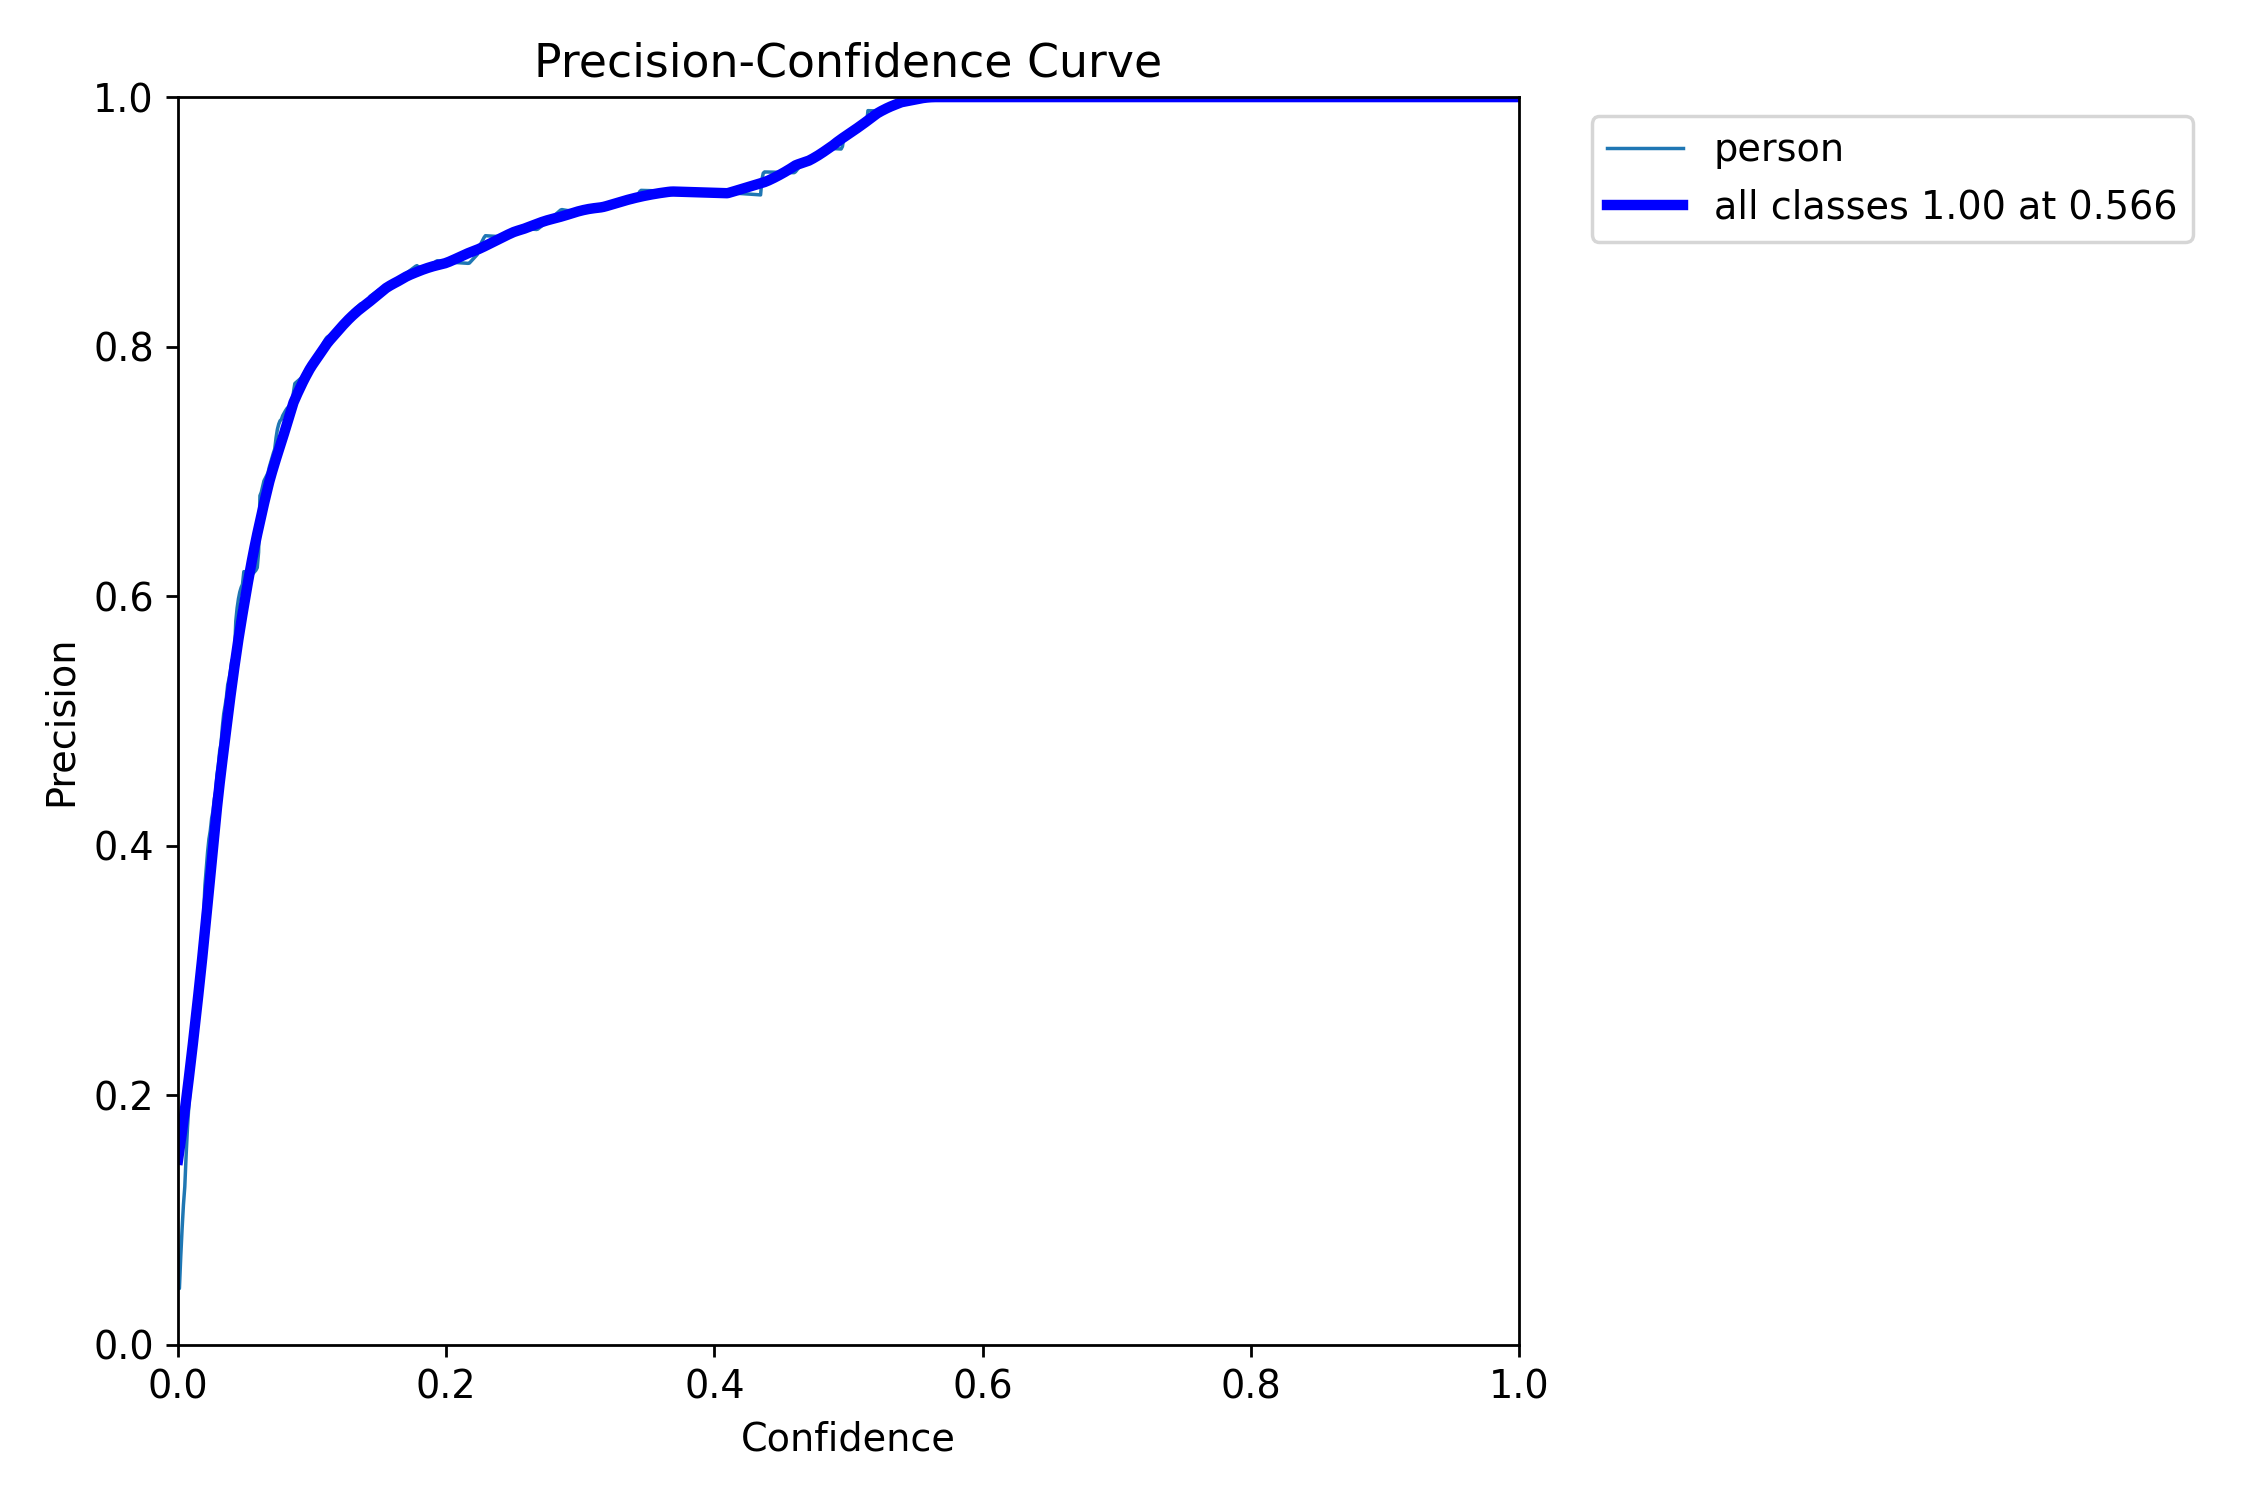 Precision-Confidence Curve
1.0
0.8
0.6
0.4
0.2
0.0
Precision
0.0 0.2 0.4 0.6 0.8 1.0
Confidence
person
all classes 1.00 at 0.566